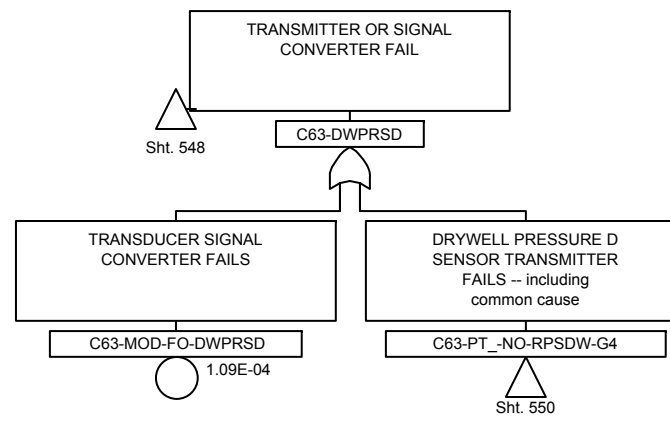 TRANSMITTER OR SIGNAL
CONVERTER FAIL
Sht. 548
C63-DWPRSD
TRANSDUCER SIGNAL
CONVERTER FAILS
C63-MOD-FO-DWPRSD
1.09E-04
DRYWELL PRESSURE D
SENSOR TRANSMITTER
FAILS -- including
common cause
C63-PT_-NO-RPSDW-G4
Sht. 550